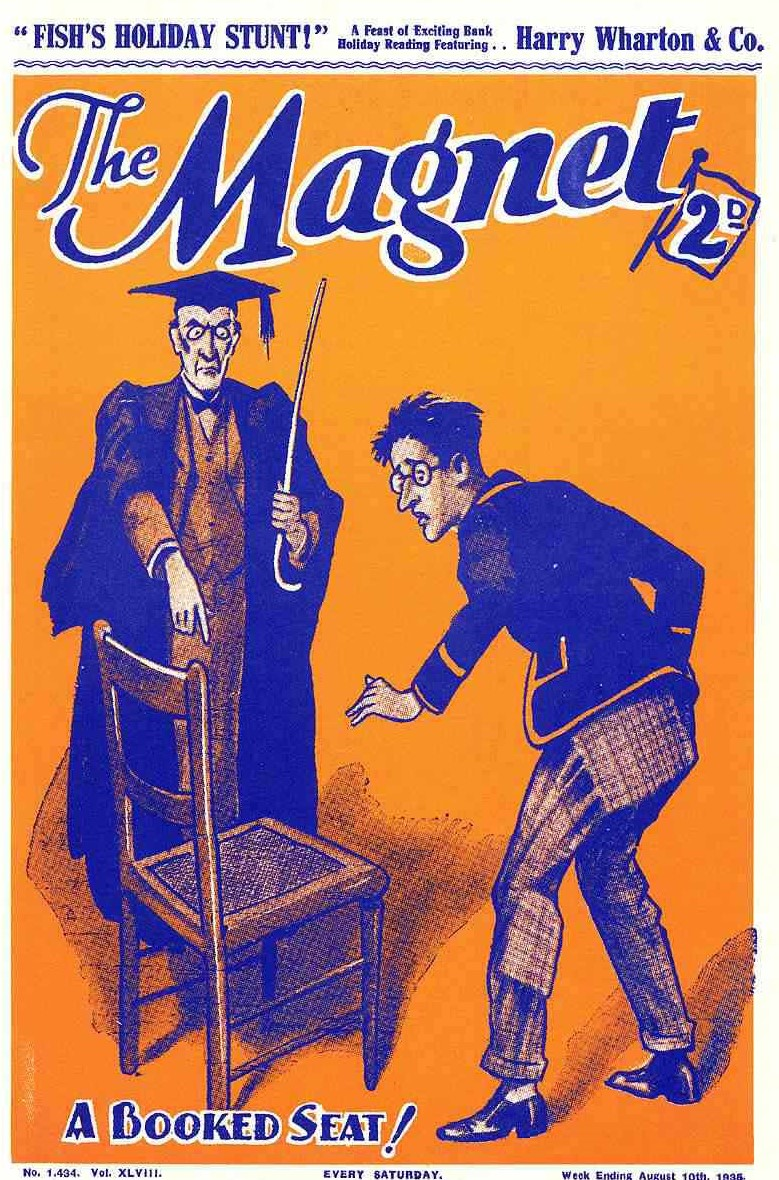 “FISH'S HOLIDAY STUNT!” A Feast of Exciting Bank Holiday Reading Featuring . . Harry Wharton & Co.
The Magnet
2D
A BOOKED SEAT!
No. 1,434. Vol. XLVIII. EVERY SATURDAY. Week Ending August 10th, 1935.